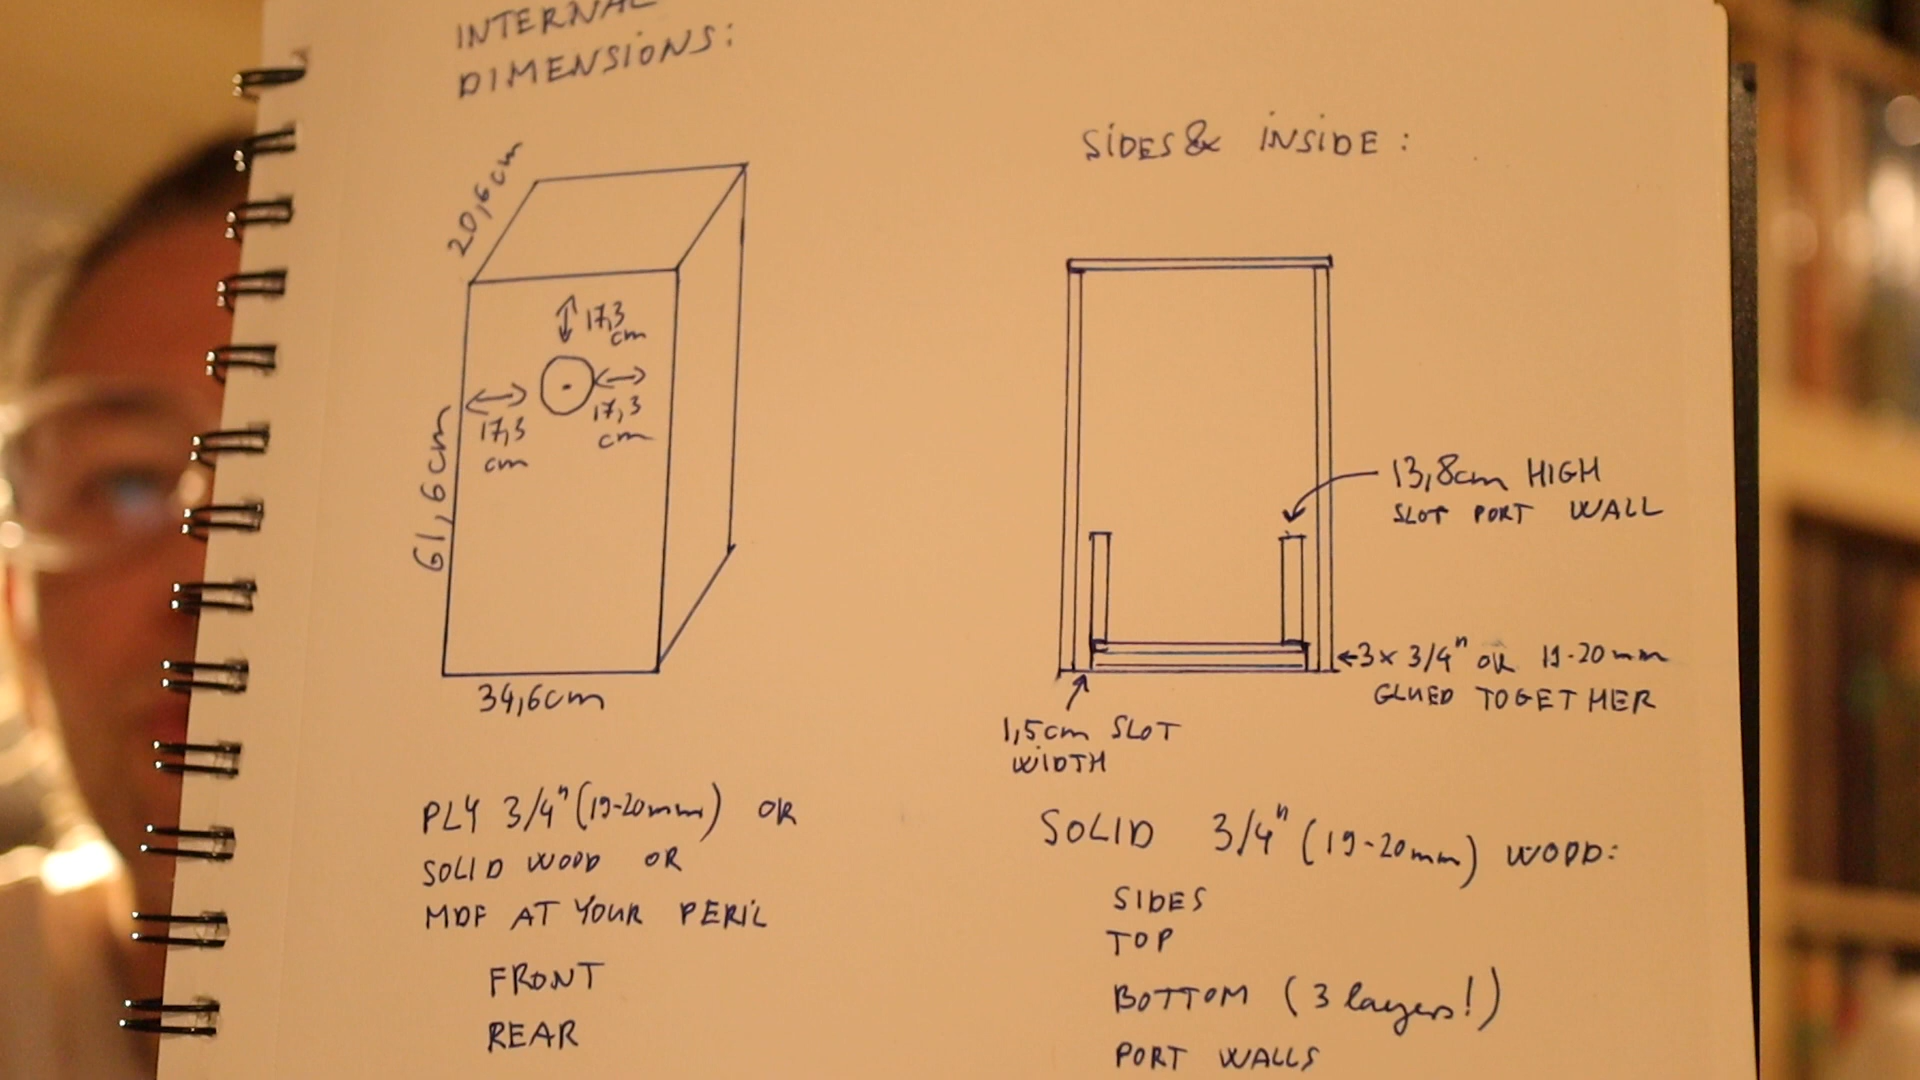 INTERNAL
DIMENSIONS:
20,6cm
17,3
cm
17,3
cm
17,3
cm
61,6cm
34,6cm
PLY 3/4" (19-20mm) OR
SOLID WOOD OR
MDF AT YOUR PERIL
FRONT
REAR
SIDES & INSIDE:
13,8cm HIGH
SLOT PORT WALL
←3x 3/4" OR 19-20mm
GLUED TOGETHER
1,5cm SLOT
WIDTH
SOLID 3/4" (19-20mm) WOOD:
SIDES
TOP
BOTTOM (3 layers!)
PORT WALLS